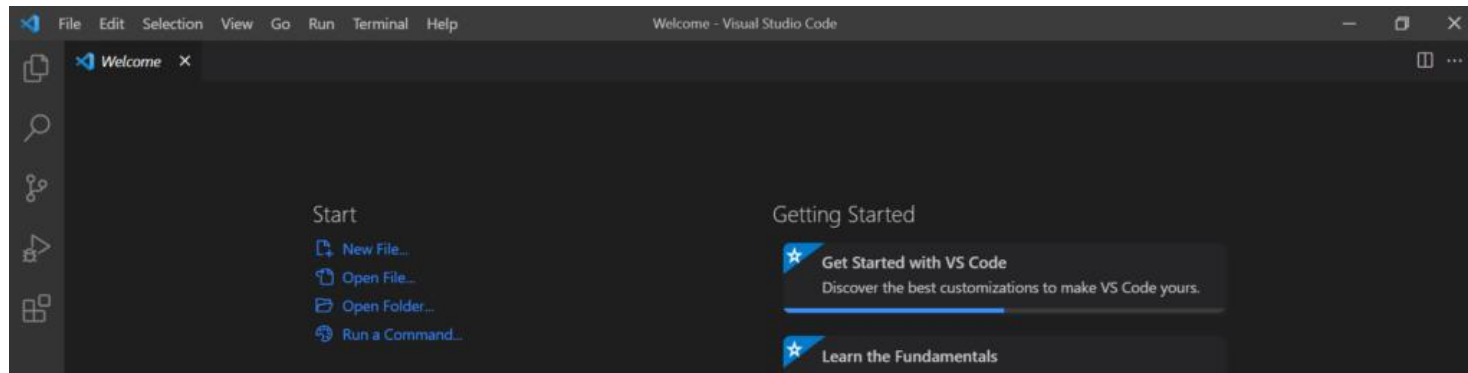 File Edit Selection View Go Run Terminal Help Welcome - Visual Studio Code
Welcome
Start
New File...
Open File...
Open Folder...
Run a Command...
Getting Started
Get Started with VS Code
Discover the best customizations to make VS Code yours.
Learn the Fundamentals